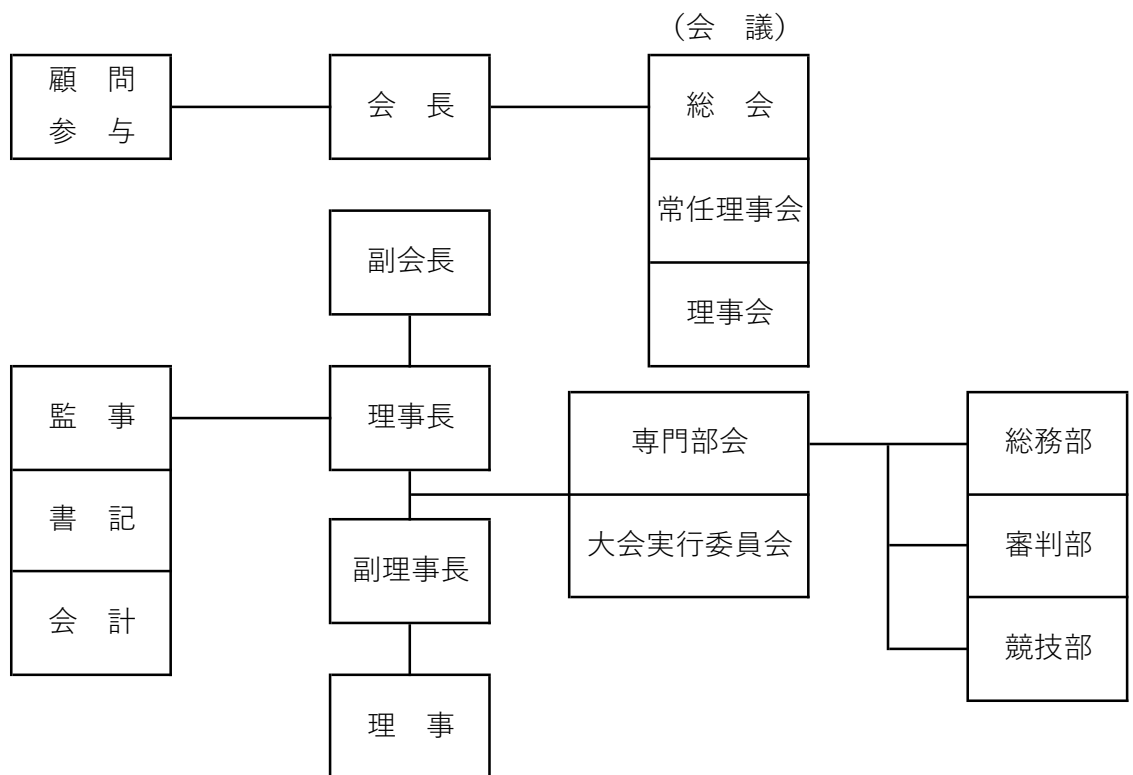 （会　議）
顧　問
参　与
会　長
総　会
常任理事会
副会長
理事会
監　事
理事長
専門部会
総務部
書　記
副理事長
大会実行委員会
審判部
会　計
競技部
理　事